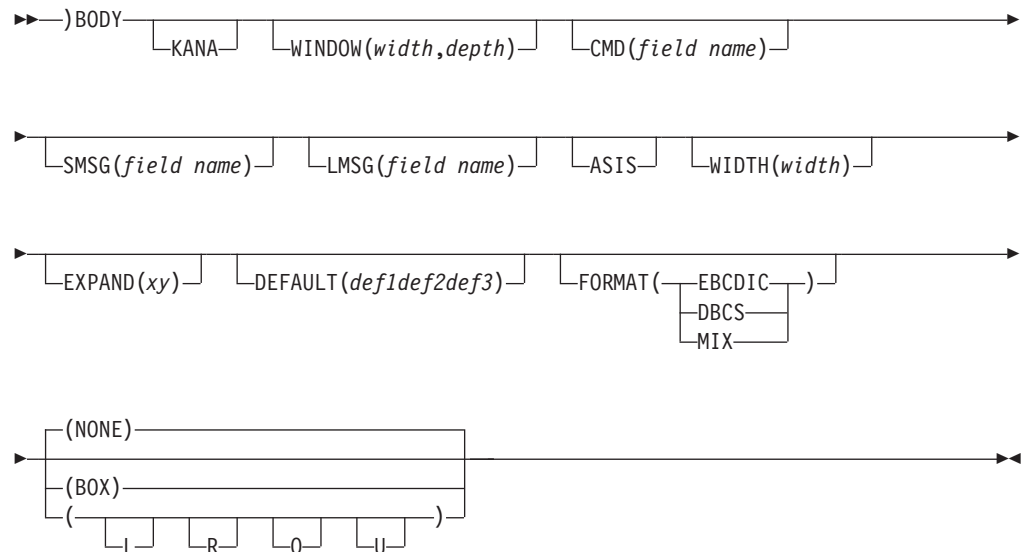 )BODY KANA WINDOW(width,depth) CMD(field name)
SMSG(field name) LMSG(field name) ASIS WIDTH(width)
EXPAND(xy) DEFAULT(def1def2def3) FORMAT( EBCDIC )
DBCS
MIX
(NONE)
(BOX)
( )
L R O U